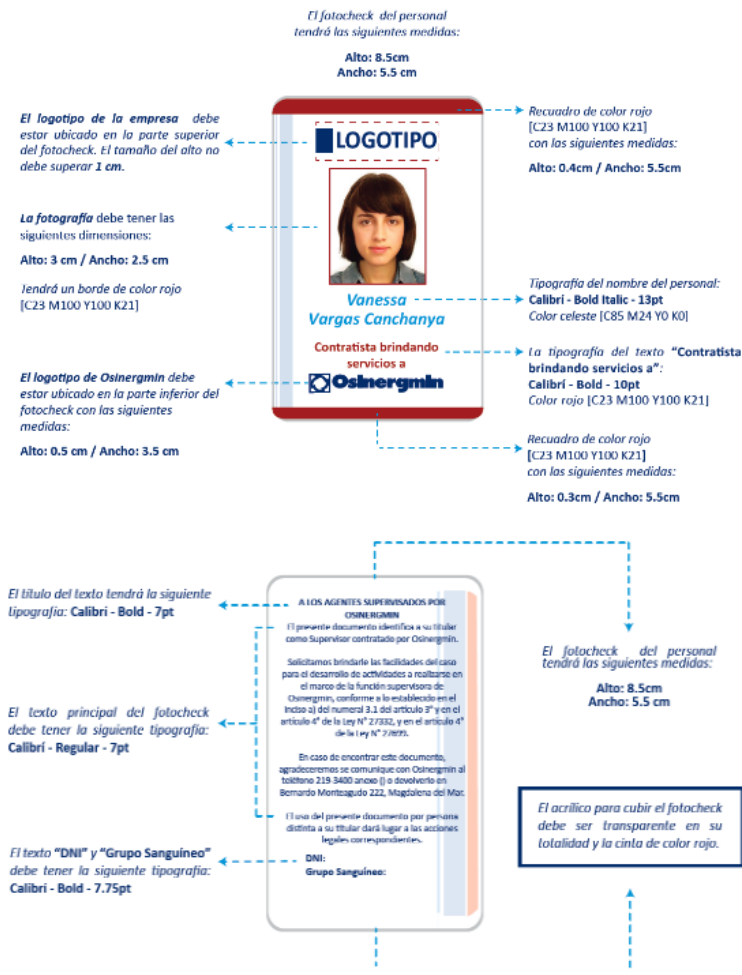 El fotocheck del personal
tendrá las siguientes medidas:
Alto: 8.5cm
Ancho: 5.5 cm
El logotipo de la empresa debe
estar ubicado en la parte superior
del fotocheck. El tamaño del alto no
debe superar 1 cm.
LOGOTIPO
Recuadro de color rojo
[C23 M100 Y100 K21]
con las siguientes medidas:
Alto: 0.4cm / Ancho: 5.5cm
La fotografía debe tener las
siguientes dimensiones:
Alto: 3 cm / Ancho: 2.5 cm
Tendrá un borde de color rojo
[C23 M100 Y100 K21]
Vanessa
Vargas Canchanya
Tipografía del nombre del personal:
Calibri - Bold Italic - 13pt
Color celeste [C85 M24 Y0 K0]
Contratista brindando
servicios a
Osinergmin
La tipografía del texto "Contratista
brindando servicios a":
Calibrí - Bold - 10pt
Color rojo [C23 M100 Y100 K21]
El logotipo de Osinergmin debe
estar ubicado en la parte inferior del
fotocheck con las siguientes
medidas:
Alto: 0.5 cm / Ancho: 3.5 cm
Recuadro de color rojo
[C23 M100 Y100 K21]
con las siguientes medidas:
Alto: 0.3cm / Ancho: 5.5cm
El título del texto tendrá la siguiente
tipografía: Calibrí - Bold - 7pt
A LOS AGENTES SUPERVISADOS POR
OSINERGMIN
El presente documento identifica a su titular
como Supervisor contratado por Osinergmin.
Solicitamos brindarle las facilidades del caso
para el desarrollo de actividades a realizarse en
el marco de la función supervisora de
Osinergmin, conforme a lo establecido en el
inciso a) del numeral 3.1 del artículo 3° y en el
artículo 4° de la Ley N° 27332, y en el artículo 4°
de la Ley N° 27699.
En caso de encontrar este documento,
agradeceremos se comunique con Osinergmin al
teléfono 219-3400 anexo () o devolverlo en
Bernardo Monteagudo 222, Magdalena del Mar.
El uso del presente documento por persona
distinta a su titular dará lugar a las acciones
legales correspondientes.
DNI:
Grupo Sanguíneo:
El texto principal del fotocheck
debe tener la siguiente tipografía:
Calibrí - Regular - 7pt
El texto "DNI" y "Grupo Sanguíneo"
debe tener la siguiente tipografía:
Calibrí - Bold - 7.75pt
El fotocheck del personal
tendrá las siguientes medidas:
Alto: 8.5cm
Ancho: 5.5 cm
El acrílico para cubir el fotocheck
debe ser transparente en su
totalidad y la cinta de color rojo.